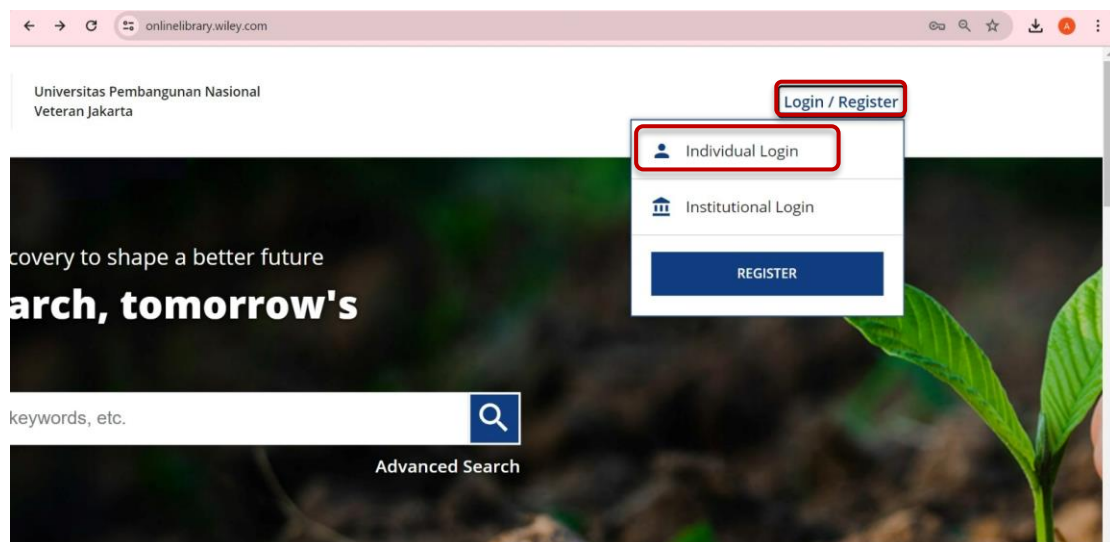 onlinelibrary.wiley.com
A
Universitas Pembangunan Nasional
Veteran Jakarta
Login / Register
Individual Login
Institutional Login
REGISTER
covery to shape a better future
arch, tomorrow's
keywords, etc.
Advanced Search